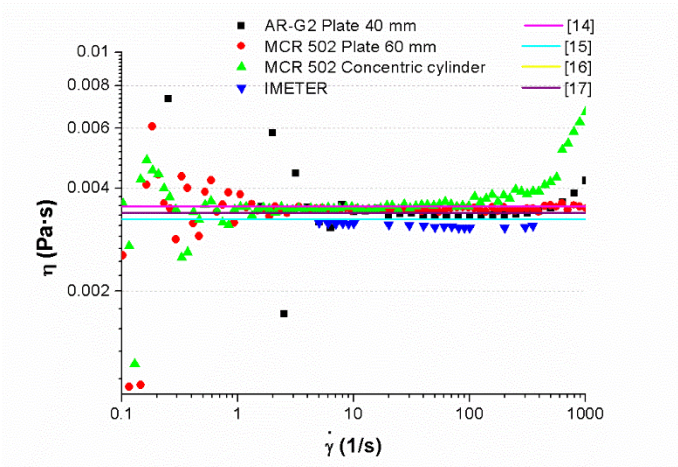 AR-G2 Plate 40 mm [14]
MCR 502 Plate 60 mm [15]
MCR 502 Concentric cylinder [16]
IMETER [17]
0.01
0.008
0.006
0.004
0.002
η (Pa·s)
0.1 1 10 100 1000
γ̇ (1/s)